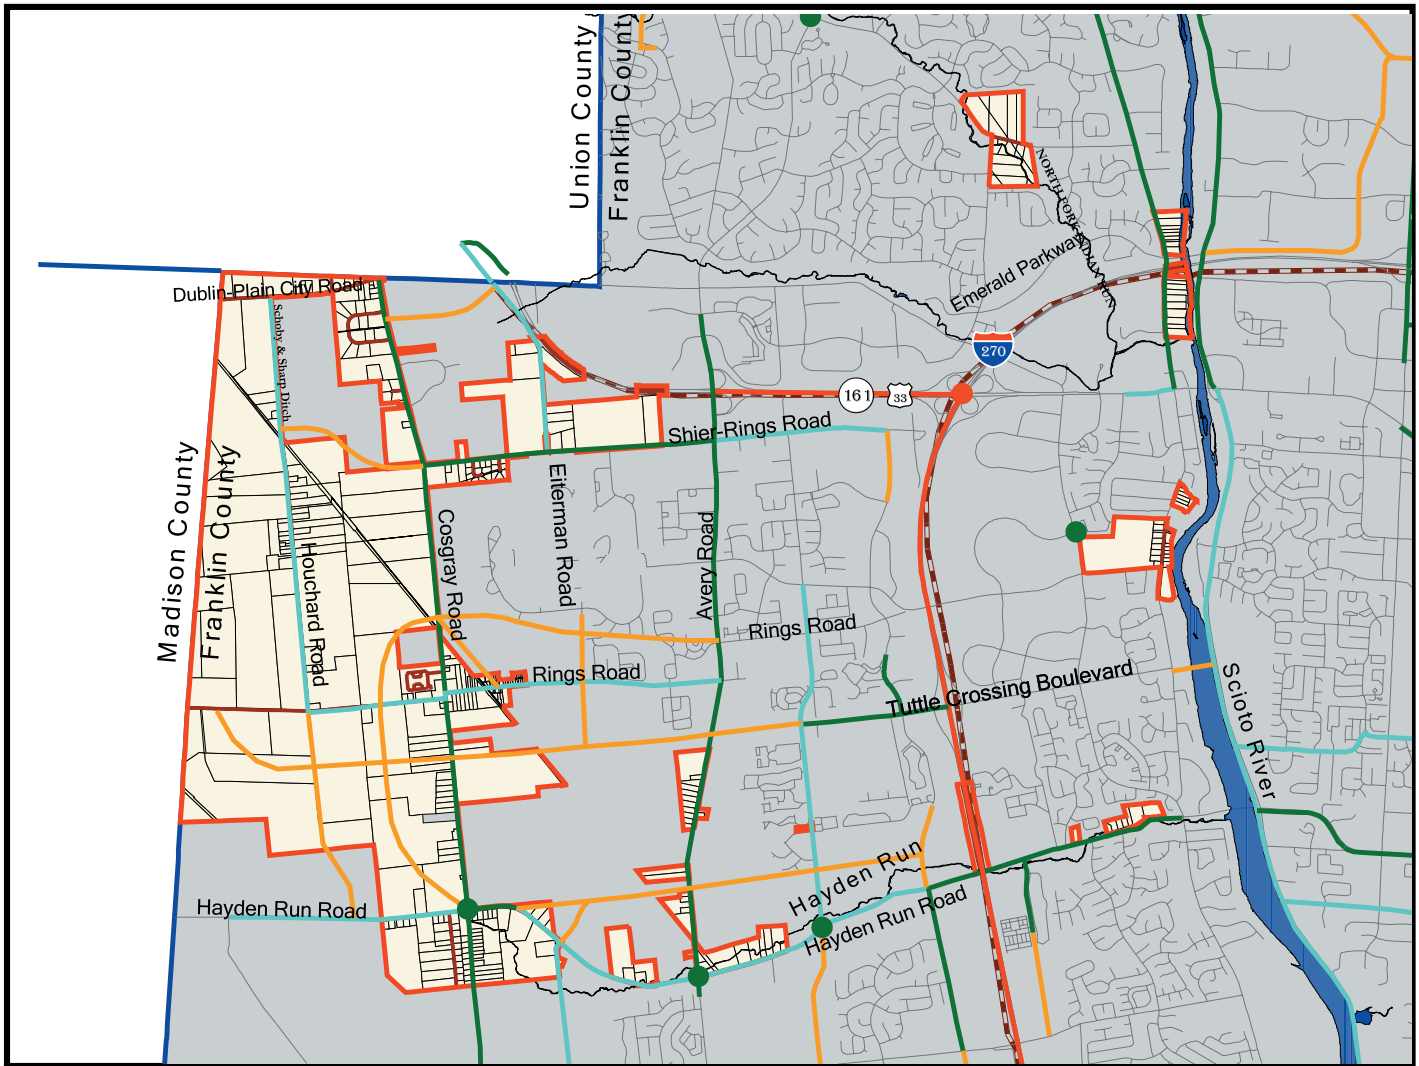 Union County
Franklin County
NORTH FORK INDIAN RUN
Emerald Parkway
Dublin-Plain City Road
Schoby & Sharp Ditch
270
161
33
Shier-Rings Road
Madison County
Franklin County
Houchard Road
Cosgray Road
Eiterman Road
Avery Road
Rings Road
Rings Road
Tuttle Crossing Boulevard
Scioto River
Hayden Run
Hayden Run Road
Hayden Run Road